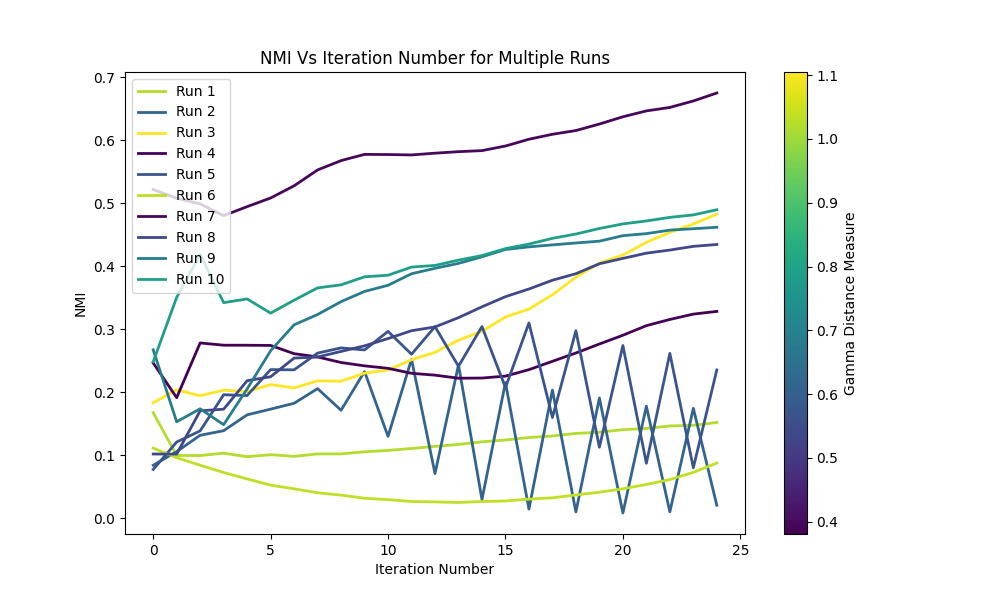 NMI Vs Iteration Number for Multiple Runs
NMI
0.7
0.6
0.5
0.4
0.3
0.2
0.1
0.0
Run 1
Run 2
Run 3
Run 4
Run 5
Run 6
Run 7
Run 8
Run 9
Run 10
0
5
10
15
20
25
Iteration Number
1.1
1.0
0.9
0.8
0.7
0.6
0.5
0.4
Gamma Distance Measure